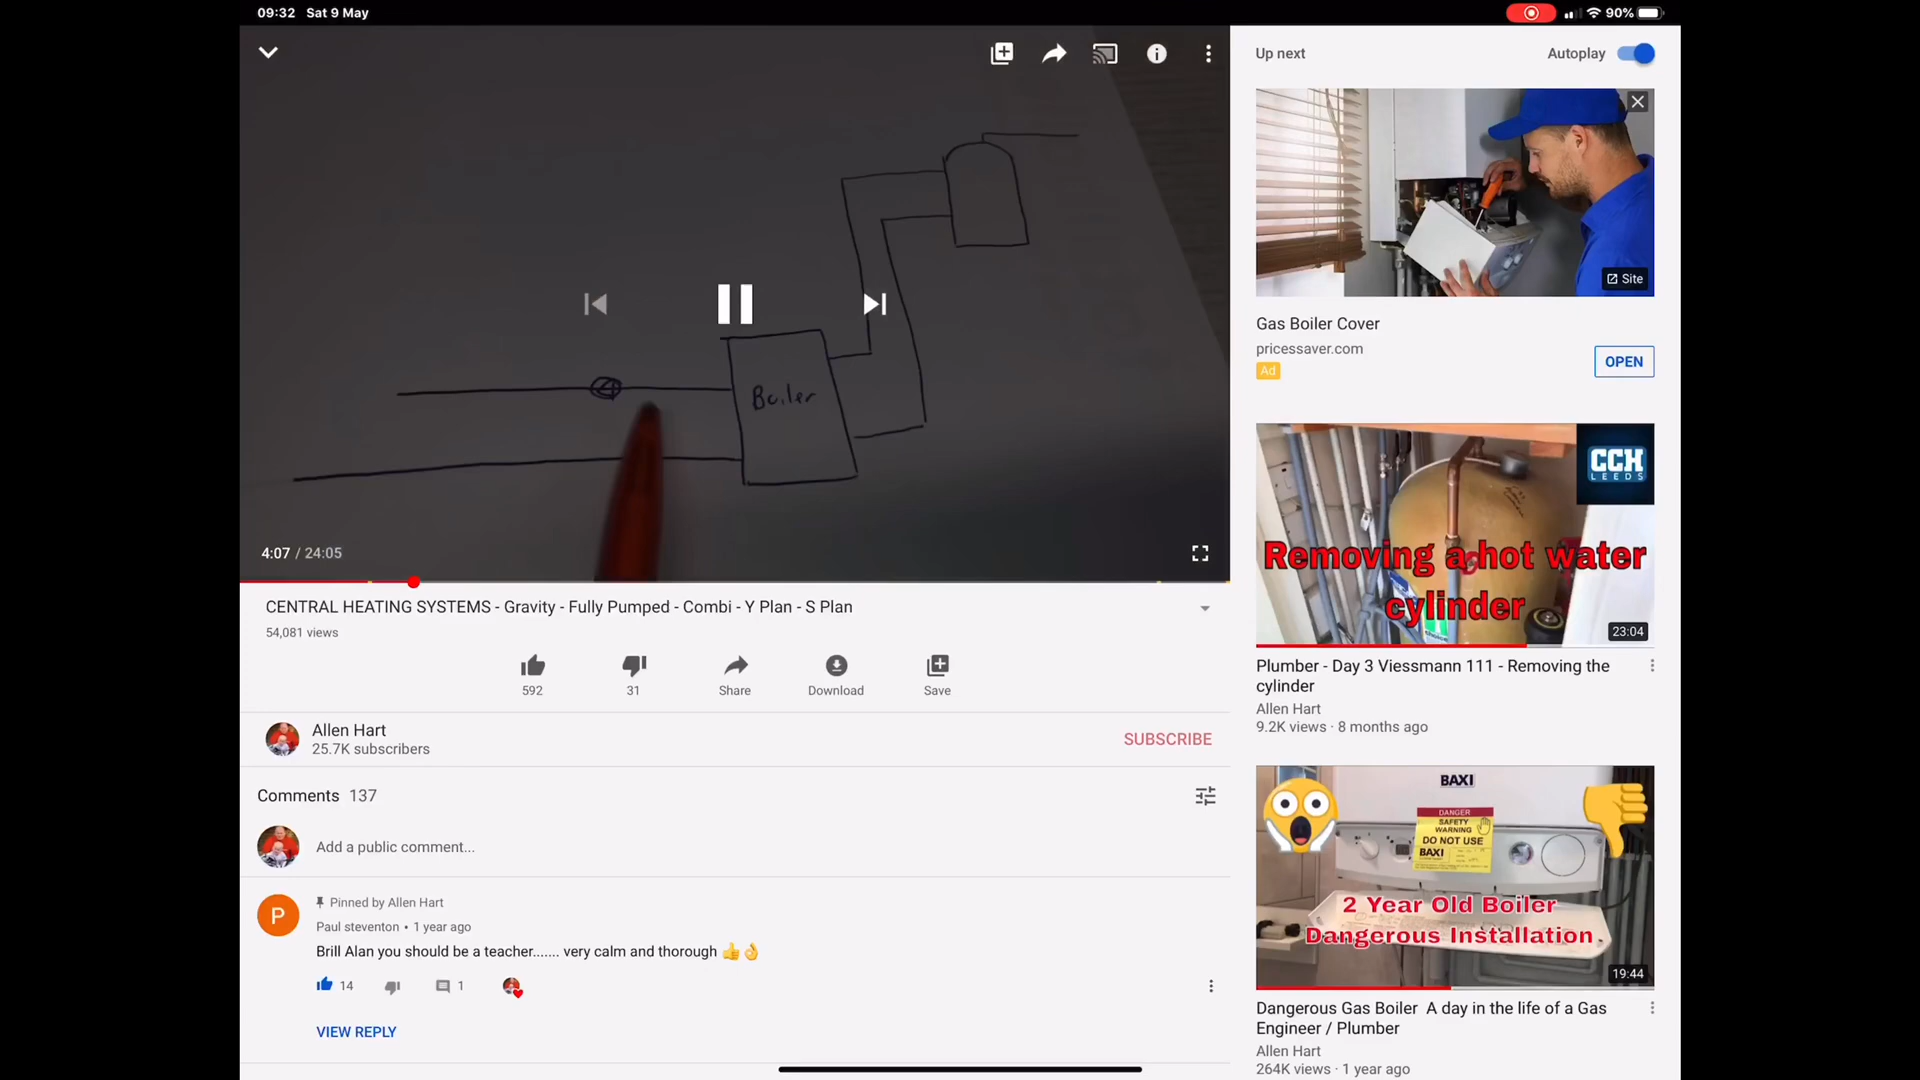 09:32 Sat 9 May
90%
Boiler
4:07 / 24:05
CENTRAL HEATING SYSTEMS - Gravity - Fully Pumped - Combi - Y Plan - S Plan
54,081 views
592
31
Share
Download
Save
Allen Hart
25.7K subscribers
SUBSCRIBE
Comments 137
Add a public comment...
P
Pinned by Allen Hart
Paul steventon • 1 year ago
Brill Alan you should be a teacher....... very calm and thorough 👍👌
14
1
VIEW REPLY
Up next
Autoplay
Site
Gas Boiler Cover
pricessaver.com
Ad
OPEN
CCH
LEEDS
Removing a hot water
cylinder
23:04
Plumber - Day 3 Viessmann 111 - Removing the
cylinder
Allen Hart
9.2K views · 8 months ago
BAXI
DANGER
SAFETY
WARNING
DO NOT USE
BAXI
2 Year Old Boiler
Dangerous Installation
19:44
Dangerous Gas Boiler A day in the life of a Gas
Engineer / Plumber
Allen Hart
264K views · 1 year ago